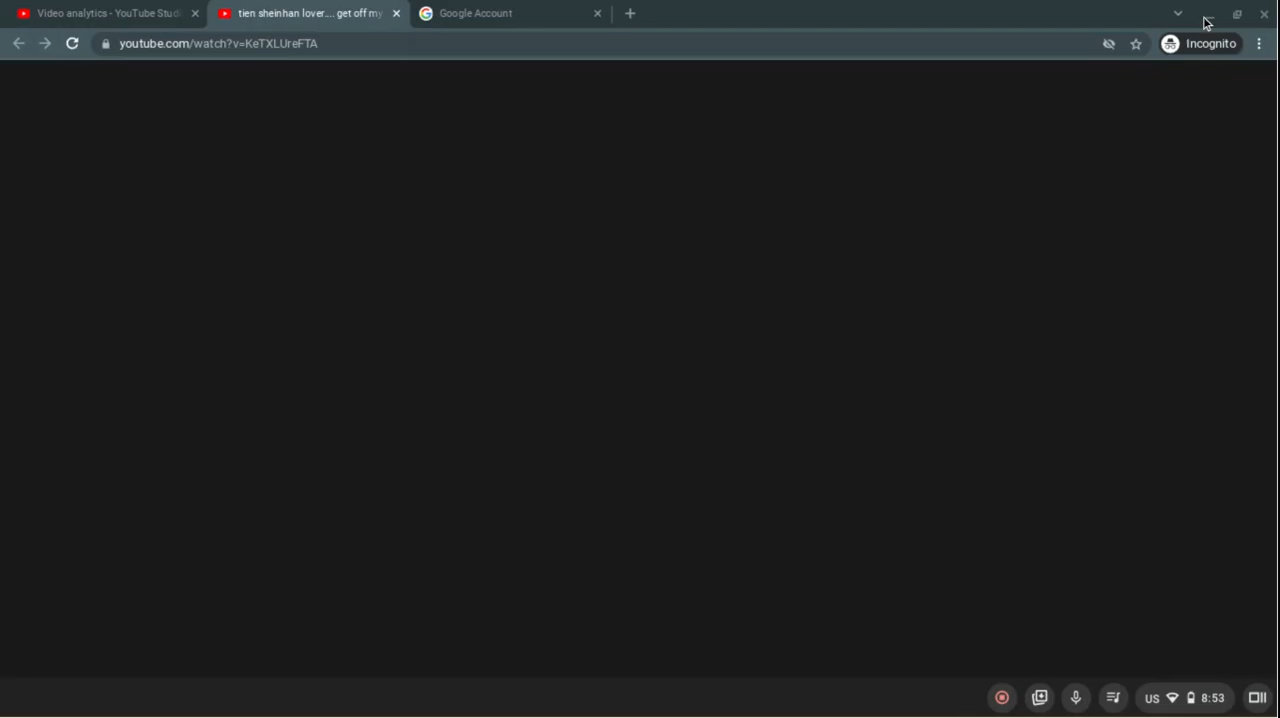 Video analytics - YouTube Studi
tien sheinhan lover.... get off my
Google Account
youtube.com/watch?v=KeTXLUreFTA
Incognito
US
8:53